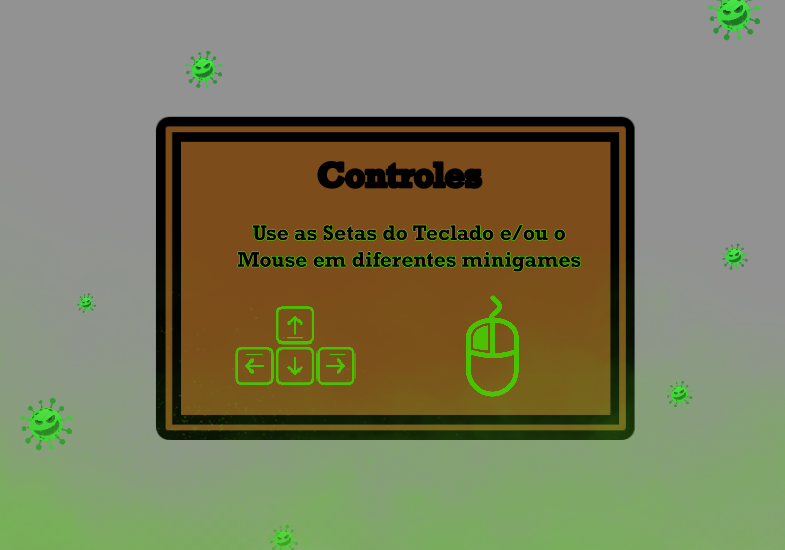 Controles
Use as Setas do Teclado e/ou o
Mouse em diferentes minigames